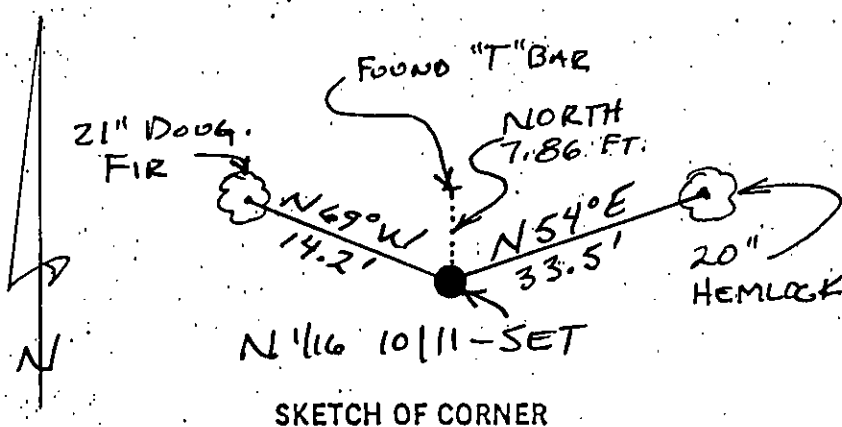 FOUND "T" BAR
21" DOUG.
FIR
NORTH
7.86 FT.
N69°W
14.2'
N54°E
33.5'
20"
HEMLOCK
N 1/16 10|11-SET
N
SKETCH OF CORNER